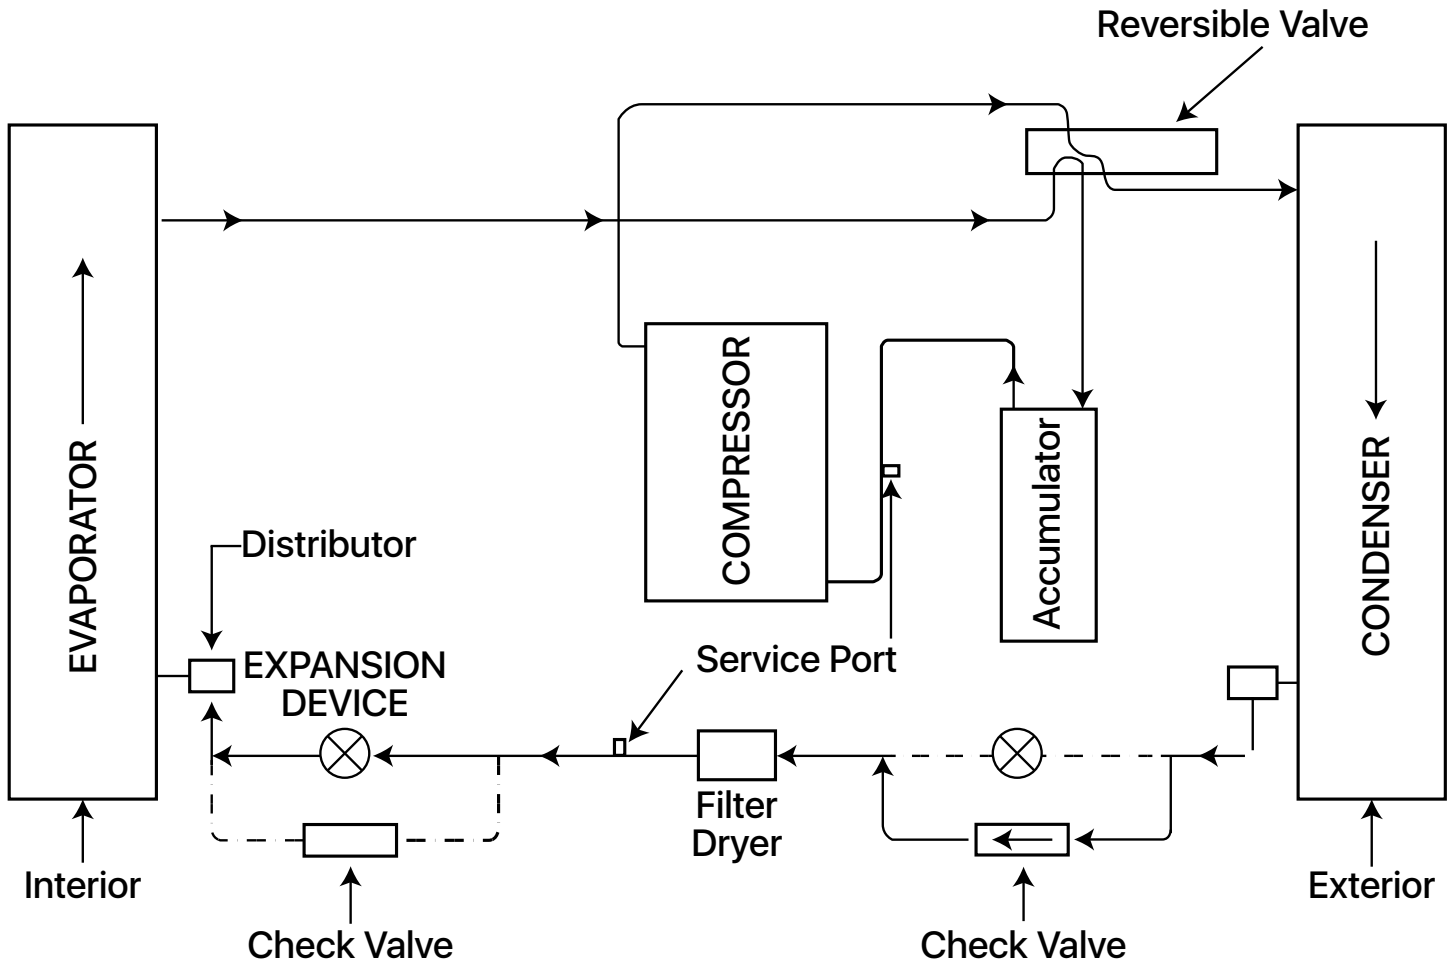 Reversible Valve
EVAPORATOR
COMPRESSOR
Accumulator
CONDENSER
Distributor
EXPANSION
DEVICE
Service Port
Filter
Dryer
Interior
Exterior
Check Valve
Check Valve